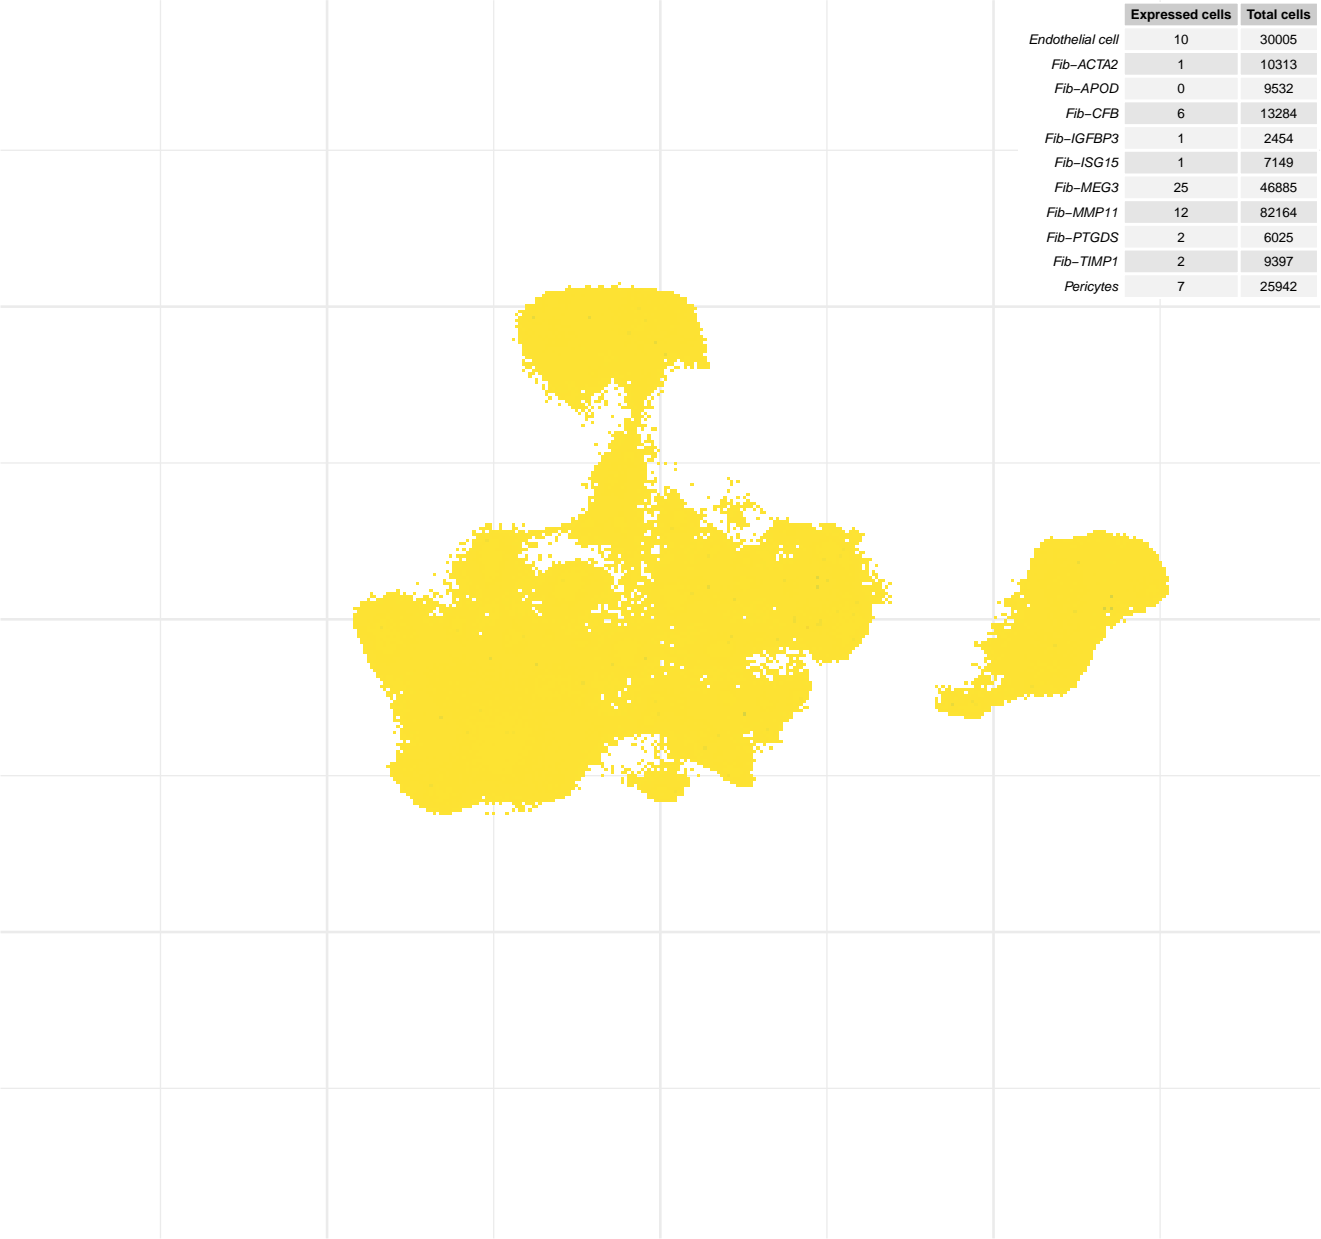 Expressed cells Total cells
Endothelial cell 10 30005
Fib−ACTA2 1 10313
Fib−APOD 0 9532
Fib−CFB 6 13284
Fib−IGFBP3 1 2454
Fib−ISG15 1 7149
Fib−MEG3 25 46885
Fib−MMP11 12 82164
Fib−PTGDS 2 6025
Fib−TIMP1 2 9397
Pericytes 7 25942